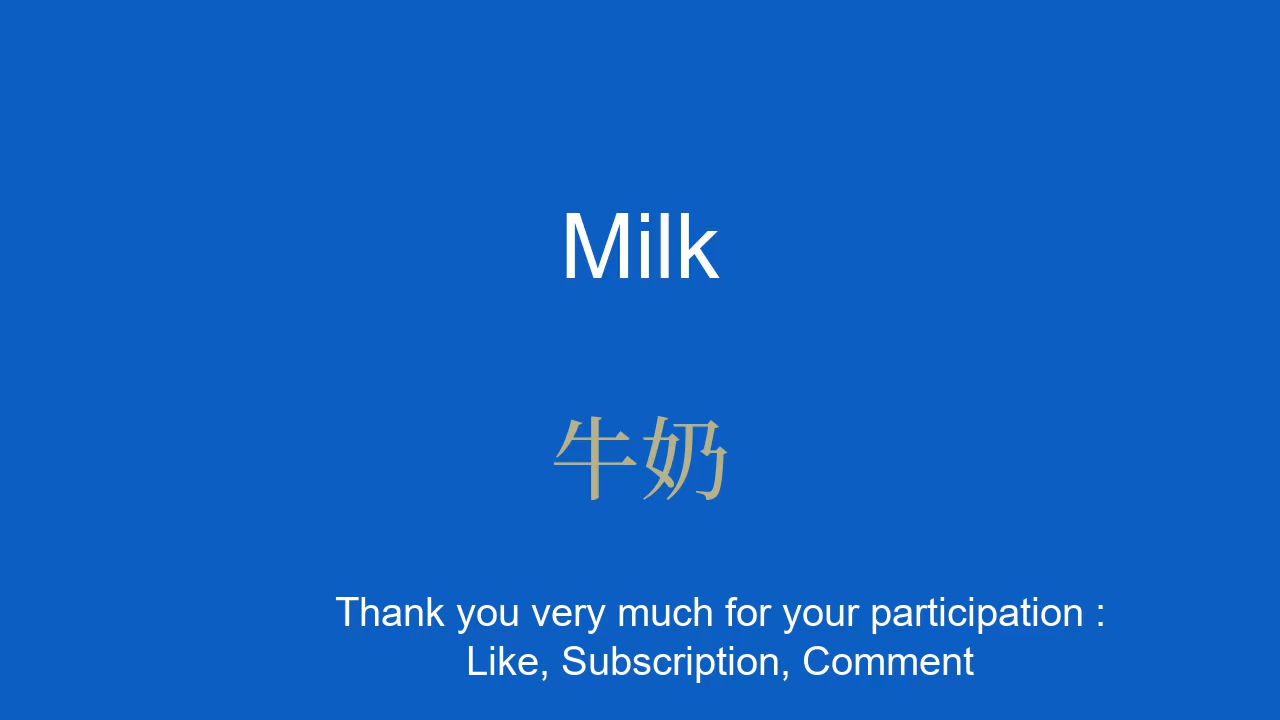 Milk
牛奶
Thank you very much for your participation :
Like, Subscription, Comment